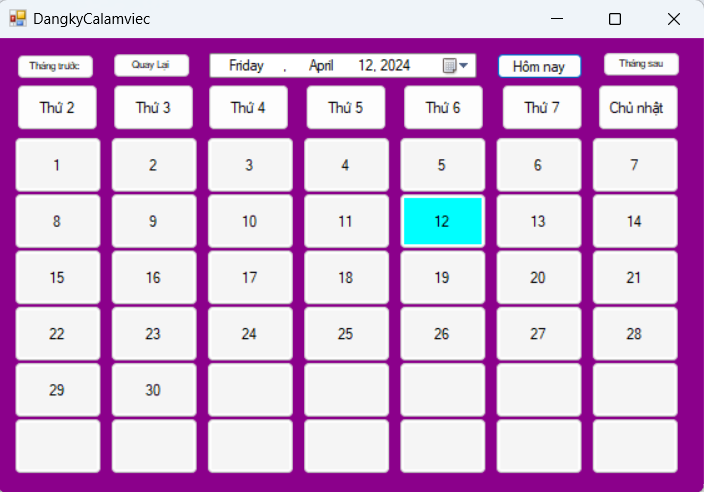 DangkyCalamviec
Tháng trước Quay Lại Friday , April 12, 2024 Hôm nay Tháng sau
Thứ 2 Thứ 3 Thứ 4 Thứ 5 Thứ 6 Thứ 7 Chủ nhật
1 2 3 4 5 6 7
8 9 10 11 12 13 14
15 16 17 18 19 20 21
22 23 24 25 26 27 28
29 30